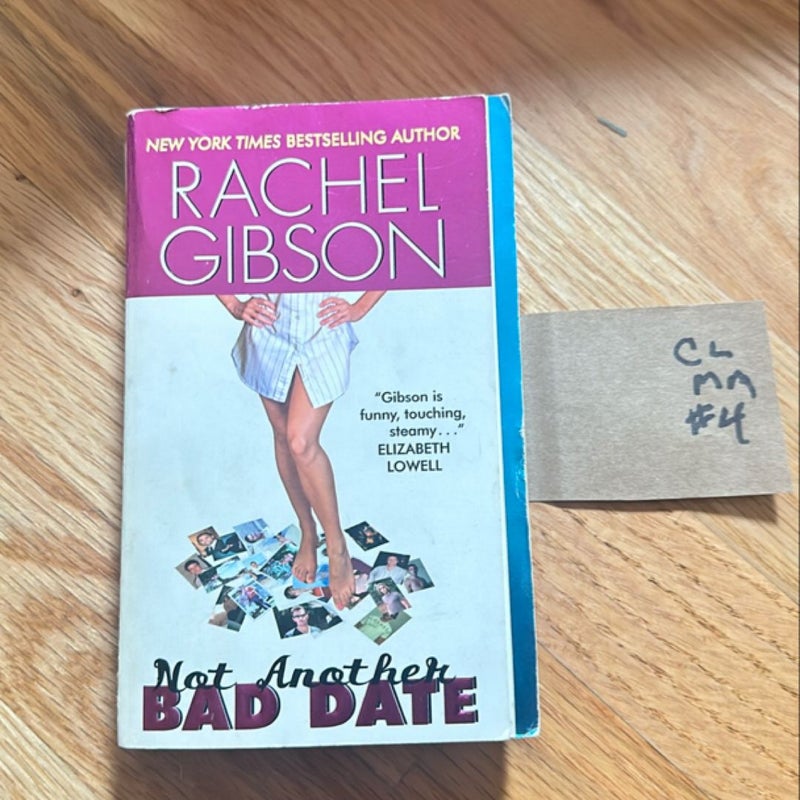 NEW YORK TIMES BESTSELLING AUTHOR
RACHEL
GIBSON
"Gibson is
funny, touching,
steamy..."
ELIZABETH
LOWELL
Not Another
BAD DATE
CL
MM
#4